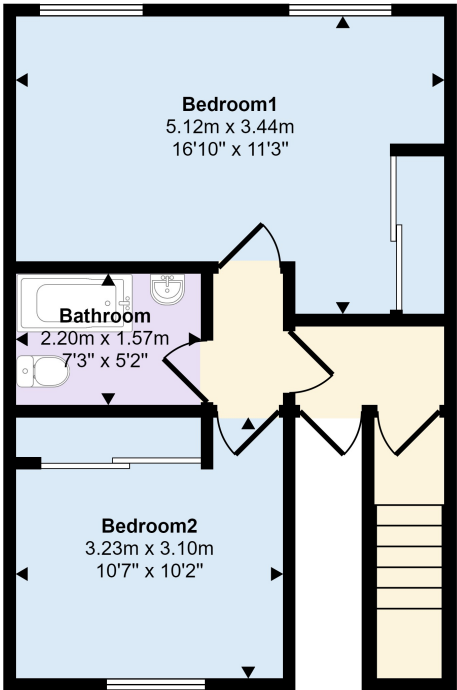 Bedroom1
5.12m x 3.44m
16'10" x 11'3"
Bathroom
2.20m x 1.57m
7'3" x 5'2"
Bedroom2
3.23m x 3.10m
10'7" x 10'2"